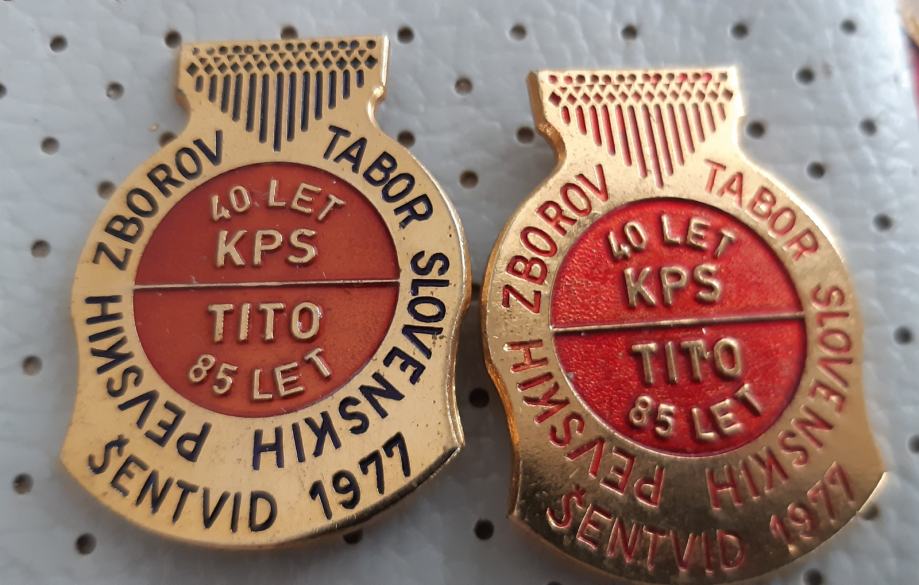 TABOR SLOVENSKIH PEVSKIH ZBOROV
40 LET
KPS
TITO
85 LET
ŠENTVID 1977
TABOR SLOVENSKIH PEVSKIH ZBOROV
40 LET
KPS
TITO
85 LET
ŠENTVID 1977